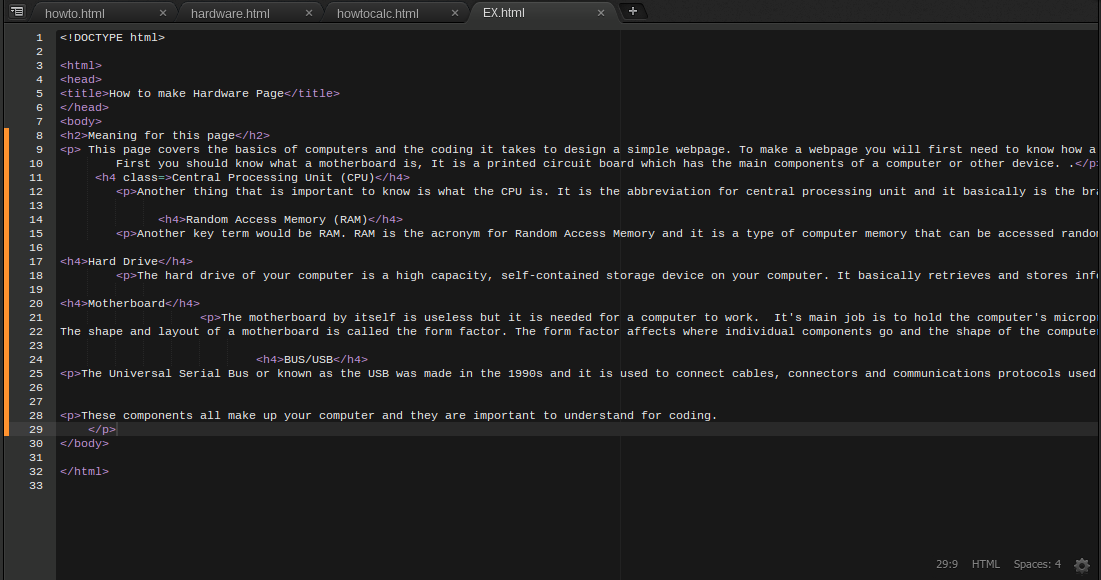 howto.html × hardware.html × howtocalc.html × EX.html × +
1 <!DOCTYPE html>
2
3 <html>
4 <head>
5 <title>How to make Hardware Page</title>
6 </head>
7 <body>
8 <h2>Meaning for this page</h2>
9 <p> This page covers the basics of computers and the coding it takes to design a simple webpage. To make a webpage you will first need to know how a
10 First you should know what a motherboard is, It is a printed circuit board which has the main components of a computer or other device. .</p>
11 <h4 class=>Central Processing Unit (CPU)</h4>
12 <p>Another thing that is important to know is what the CPU is. It is the abbreviation for central processing unit and it basically is the bra
13
14 <h4>Random Access Memory (RAM)</h4>
15 <p>Another key term would be RAM. RAM is the acronym for Random Access Memory and it is a type of computer memory that can be accessed rando
16
17 <h4>Hard Drive</h4>
18 <p>The hard drive of your computer is a high capacity, self-contained storage device on your computer. It basically retrieves and stores info
19
20 <h4>Motherboard</h4>
21 <p>The motherboard by itself is useless but it is needed for a computer to work.  It's main job is to hold the computer's microp
22 The shape and layout of a motherboard is called the form factor. The form factor affects where individual components go and the shape of the compute
23
24 <h4>BUS/USB</h4>
25 <p>The Universal Serial Bus or known as the USB was made in the 1990s and it is used to connect cables, connectors and communications protocols used
26
27
28 <p>These components all make up your computer and they are important to understand for coding.
29 </p>
30 </body>
31
32 </html>
33
29:9 HTML Spaces: 4